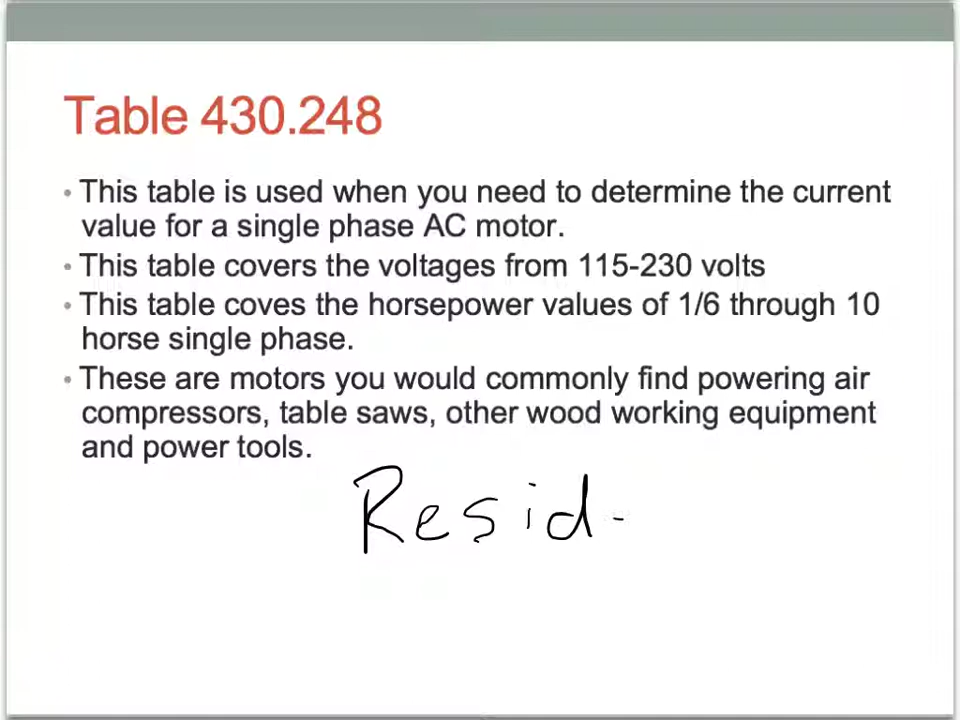 Table 430.248
• This table is used when you need to determine the current
value for a single phase AC motor.
• This table covers the voltages from 115-230 volts
• This table coves the horsepower values of 1/6 through 10
horse single phase.
• These are motors you would commonly find powering air
compressors, table saws, other wood working equipment
and power tools.
Resid-